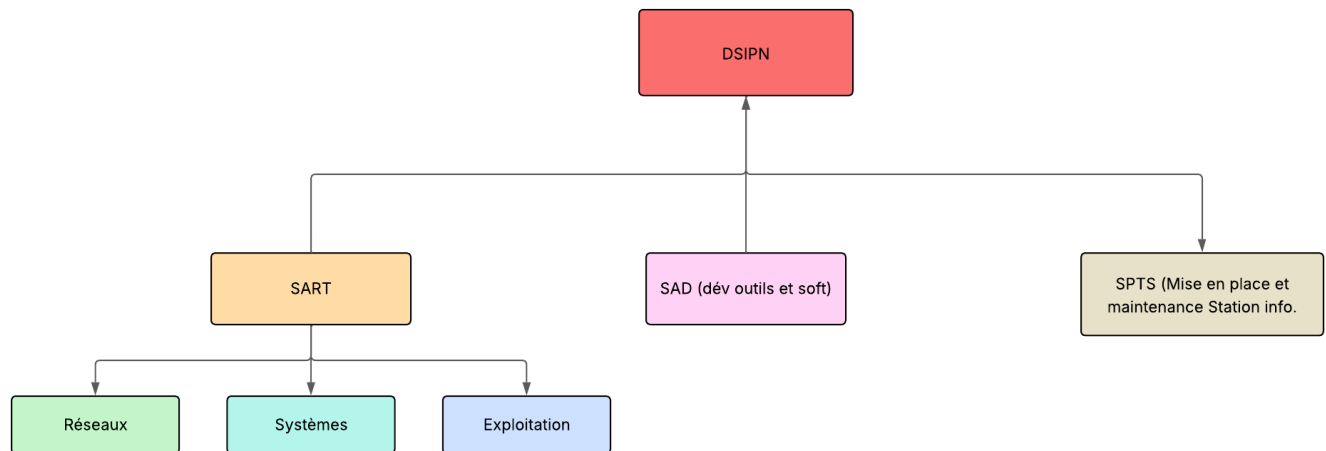 DSIPN
SART
SAD (dév outils et soft)
SPTS (Mise en place et
maintenance Station info.
Réseaux
Systèmes
Exploitation